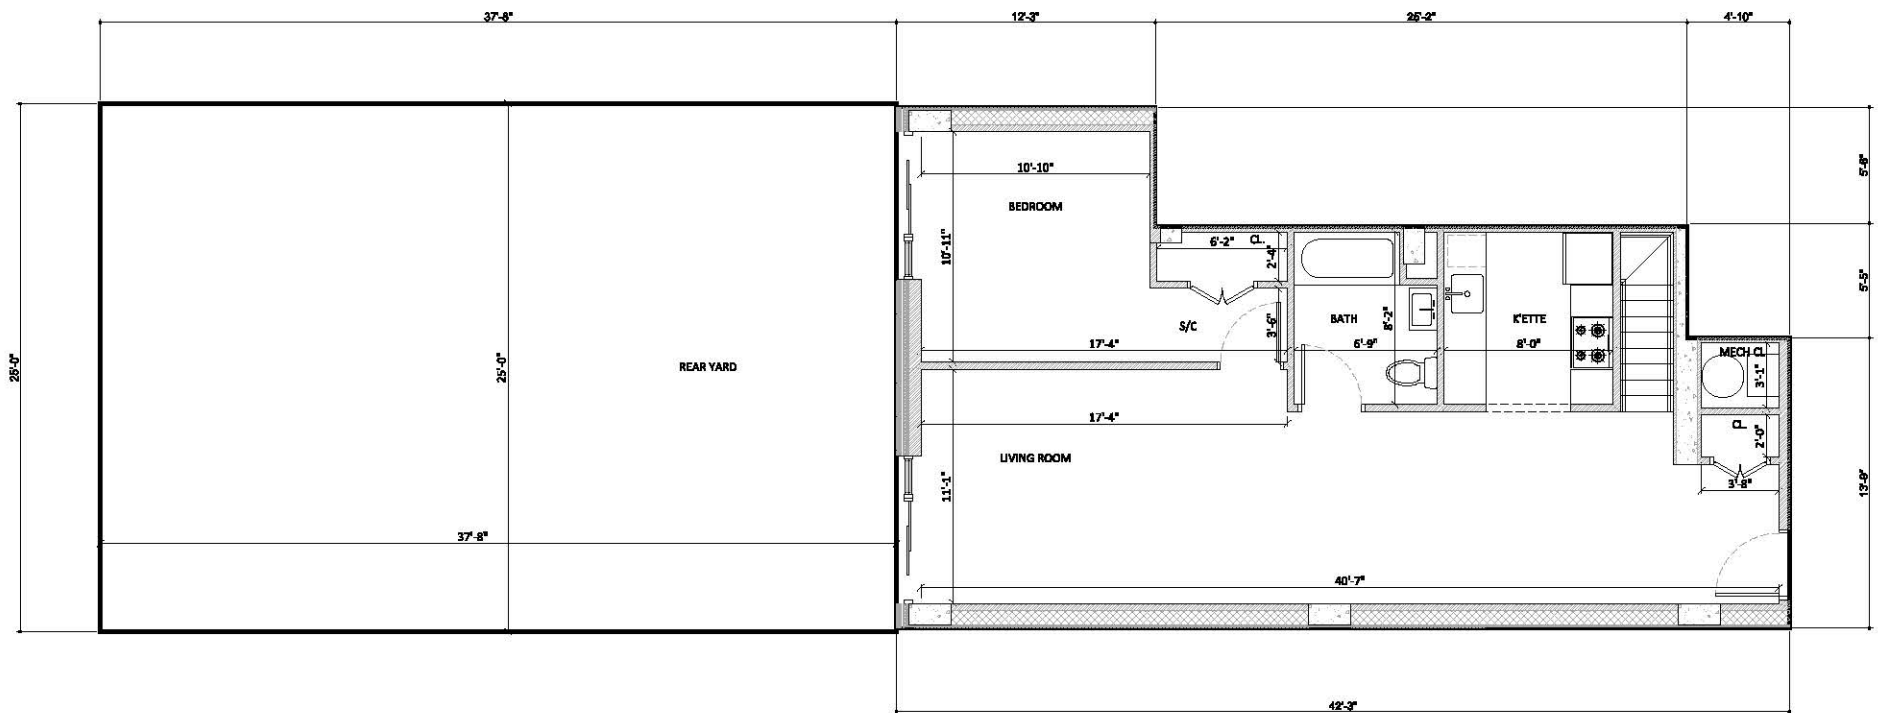 37'-8"
12'-3"
25'-2"
4'-10"
10'-10"
5'-6"
BEDROOM
6'-2"
CL.
10'-11"
2'-4"
5'-5"
S/C
3'-6"
BATH
8'-2"
K'ETTE
17'-4"
6'-9"
8'-0"
MECH CL
25'-0"
25'-0"
REAR YARD
3'-1"
17'-4"
CL
2'-0"
LIVING ROOM
11'-1"
3'-8"
13'-9"
37'-8"
40'-7"
42'-3"